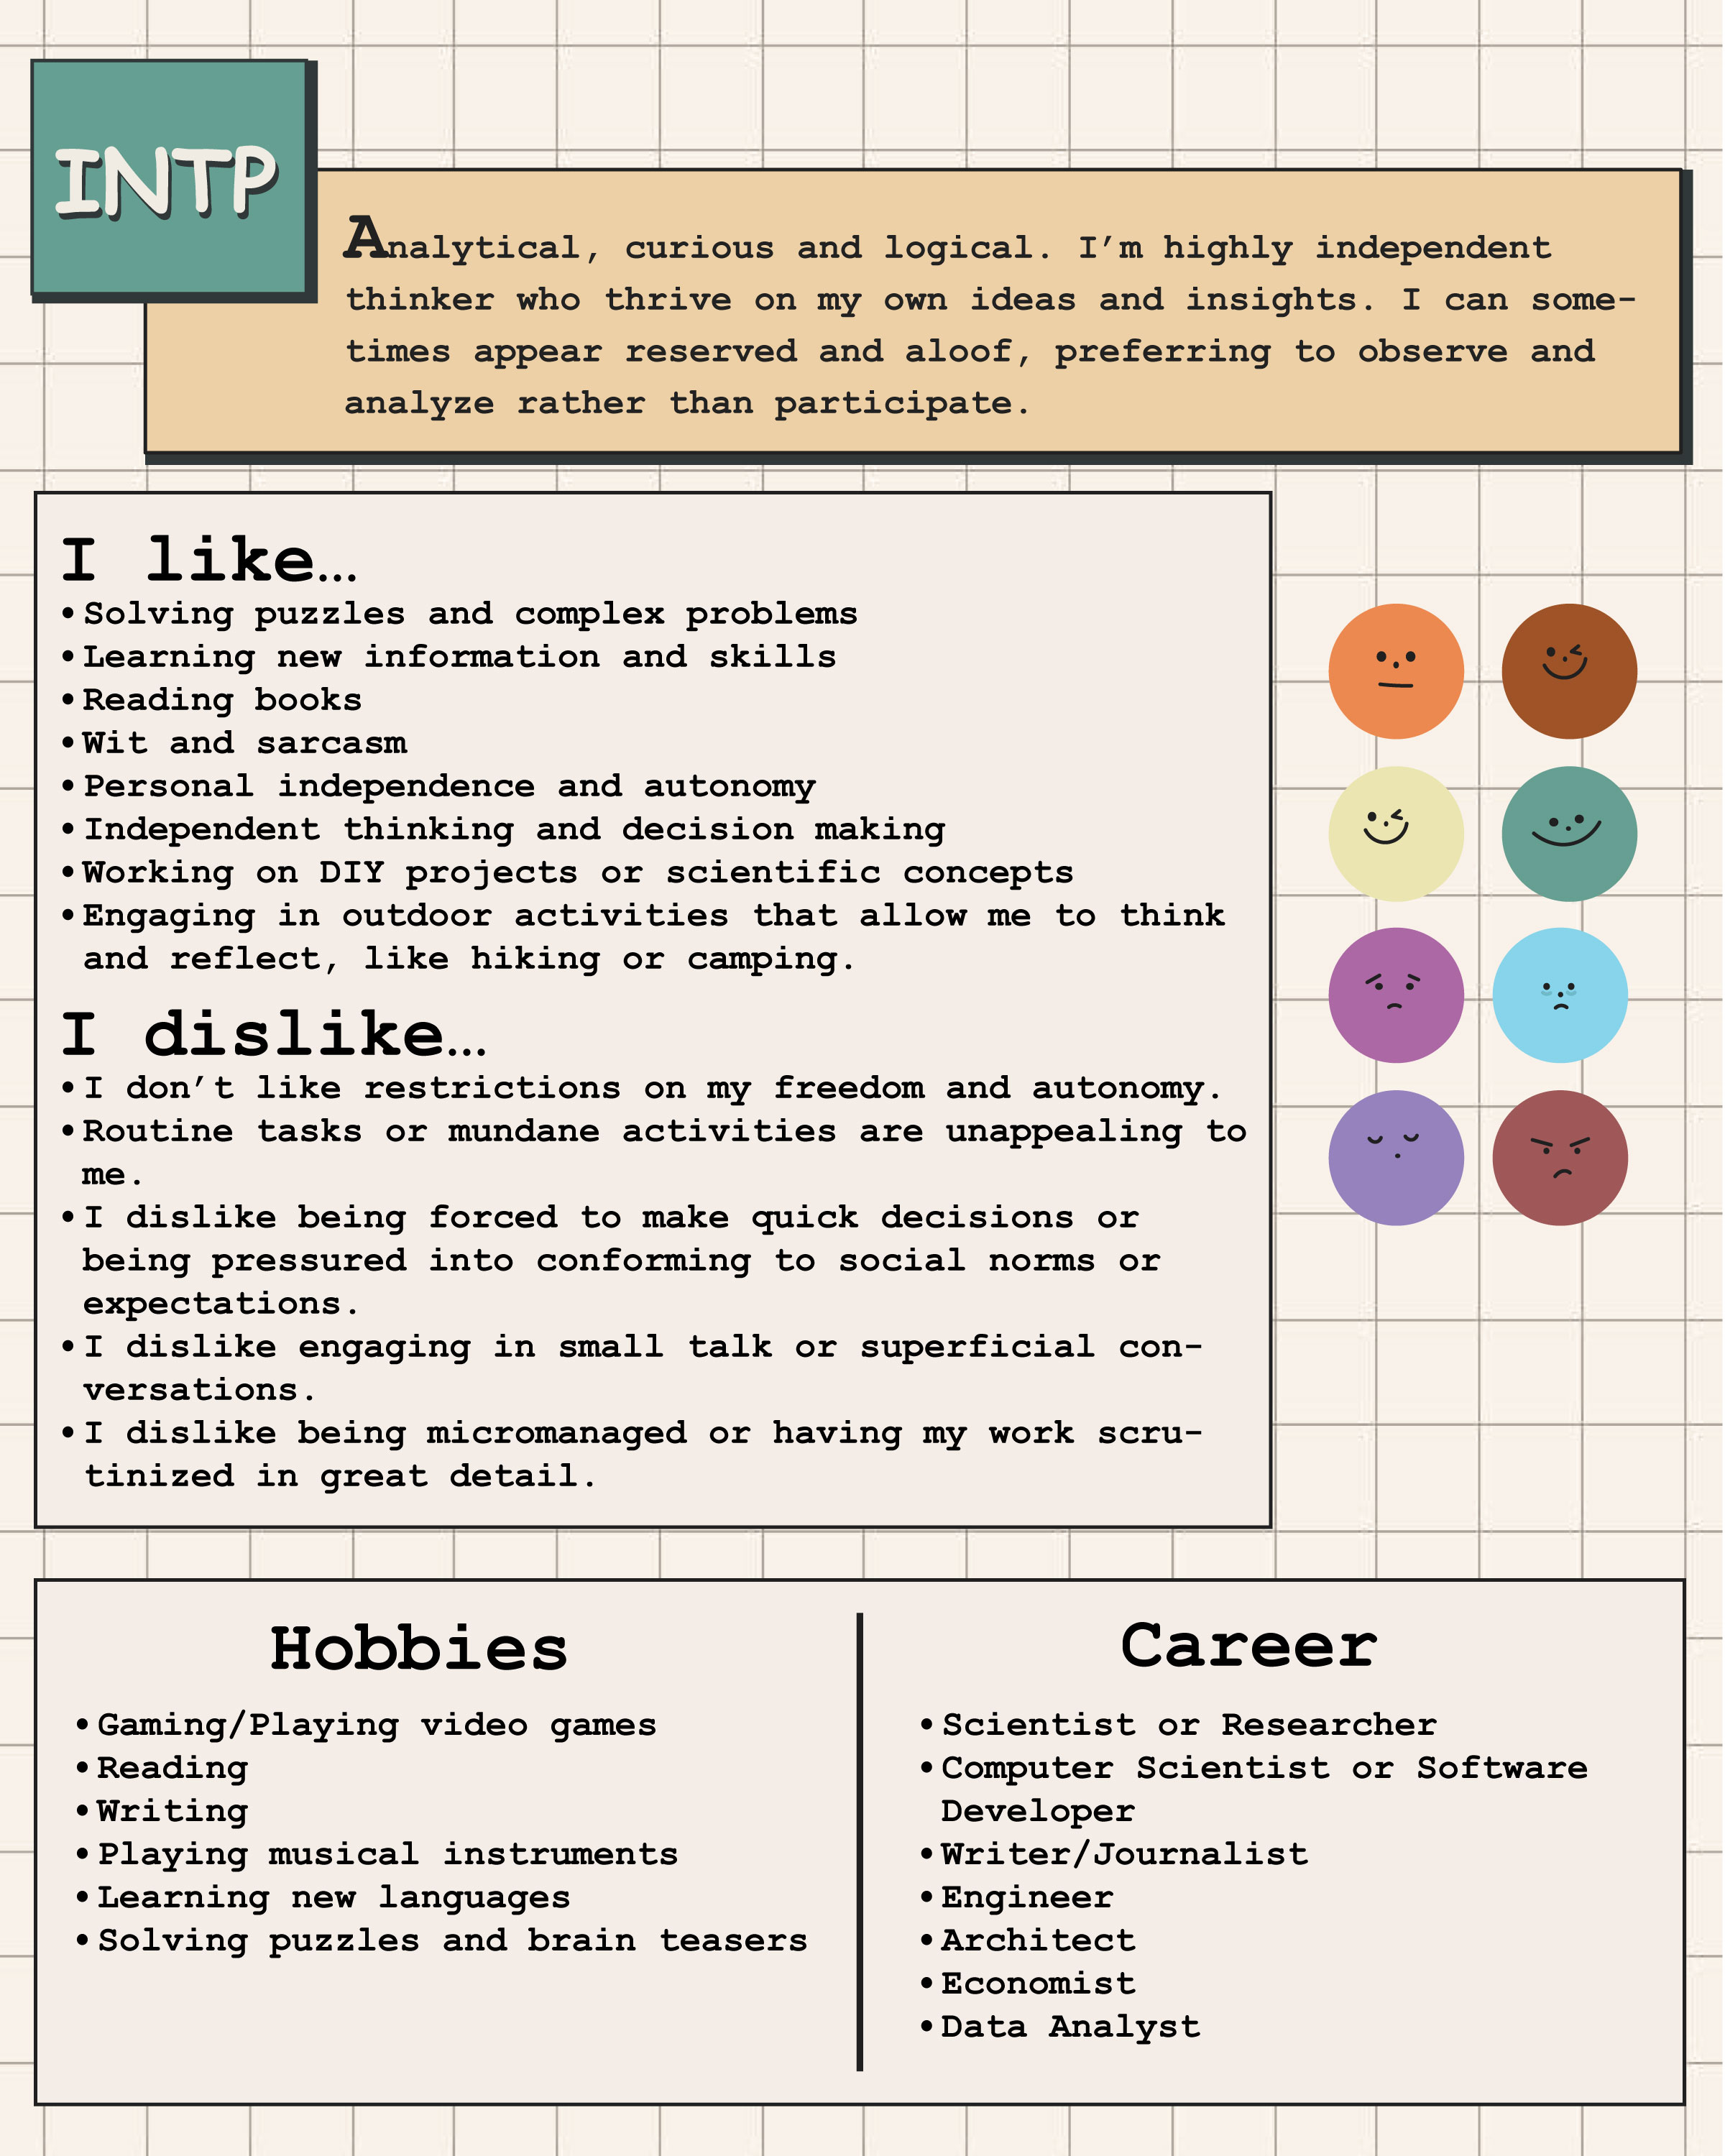 INTP
Analytical, curious and logical. I’m highly independent
thinker who thrive on my own ideas and insights. I can some-
times appear reserved and aloof, preferring to observe and
analyze rather than participate.
I like…
•Solving puzzles and complex problems
•Learning new information and skills
•Reading books
•Wit and sarcasm
•Personal independence and autonomy
•Independent thinking and decision making
•Working on DIY projects or scientific concepts
•Engaging in outdoor activities that allow me to think
and reflect, like hiking or camping.
I dislike…
•I don’t like restrictions on my freedom and autonomy.
•Routine tasks or mundane activities are unappealing to
me.
•I dislike being forced to make quick decisions or
being pressured into conforming to social norms or
expectations.
•I dislike engaging in small talk or superficial con-
versations.
•I dislike being micromanaged or having my work scru-
tinized in great detail.
Hobbies
•Gaming/Playing video games
•Reading
•Writing
•Playing musical instruments
•Learning new languages
•Solving puzzles and brain teasers
Career
•Scientist or Researcher
•Computer Scientist or Software
Developer
•Writer/Journalist
•Engineer
•Architect
•Economist
•Data Analyst